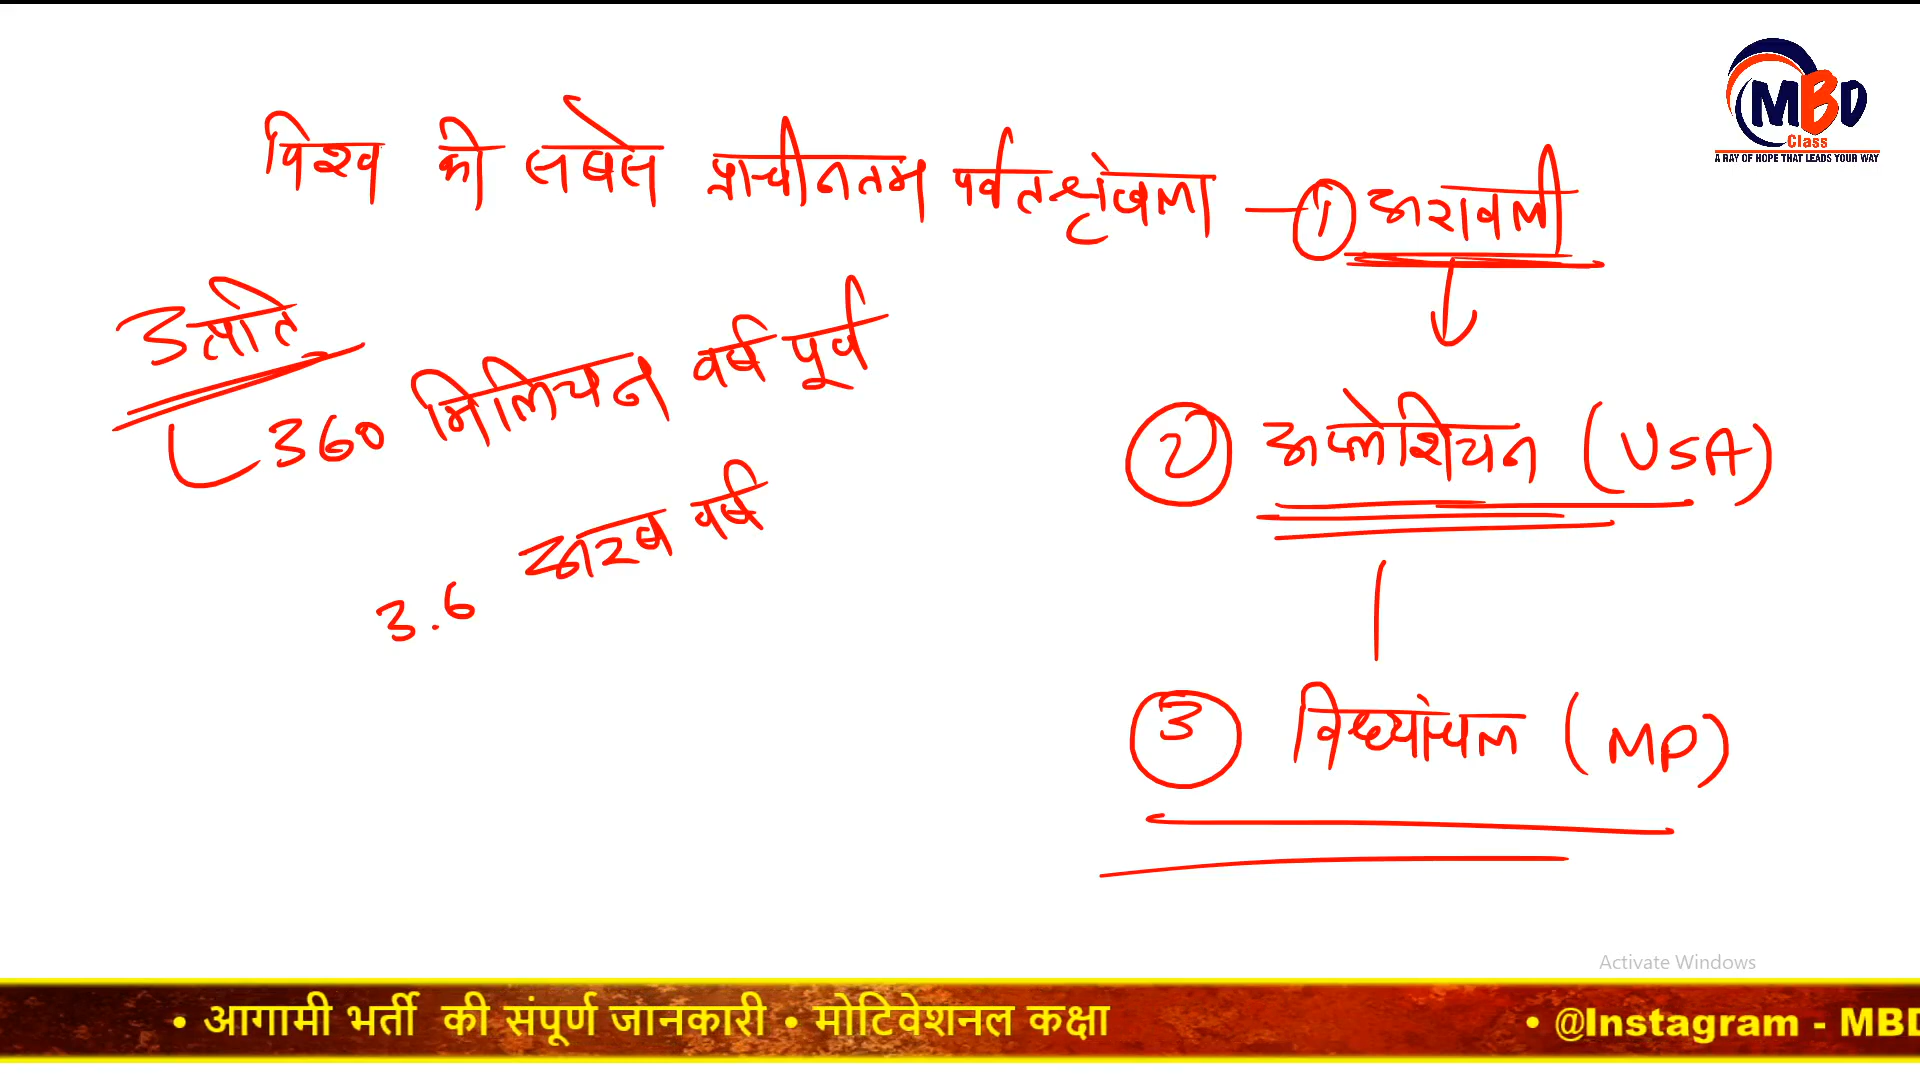 MBD
Class
A RAY OF HOPE THAT LEADS YOUR WAY
विश्व की सबसे प्राचीनतम पर्वतश्रृंखला — ① अरावली
उत्पति
360 मिलियन वर्ष पूर्व
② अप्लेशियन (USA)
3.6 अरब वर्ष
③ विध्यांचल (MP)
Activate Windows
• आगामी भर्ती की संपूर्ण जानकारी • मोटिवेशनल कक्षा • @Instagram - MBD